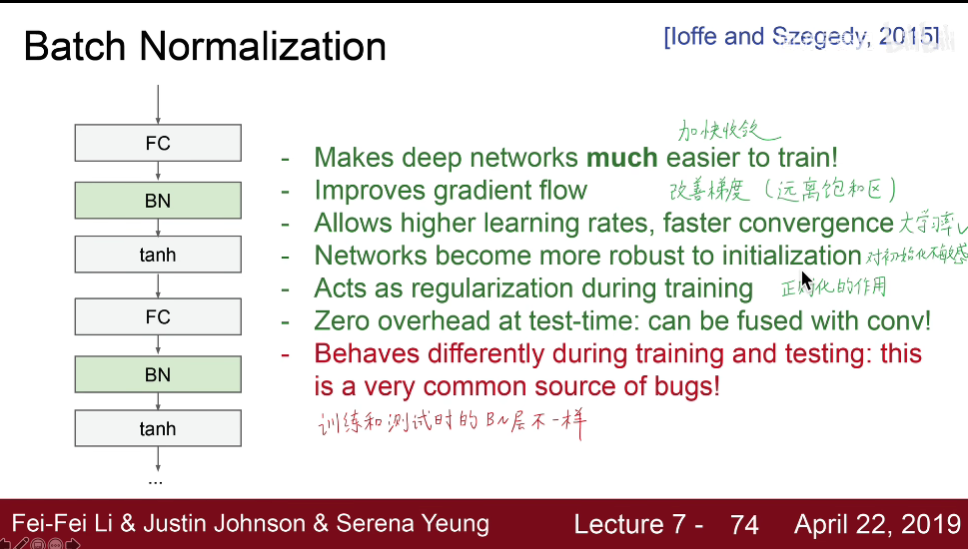 Batch Normalization
[Ioffe and Szegedy, 2015]
FC
BN
tanh
FC
BN
tanh
...
加快收敛
- Makes deep networks much easier to train!
- Improves gradient flow 改善梯度（远离饱和区）
- Allows higher learning rates, faster convergence 大学习率
- Networks become more robust to initialization 对初始化不敏感
- Acts as regularization during training 正则化的作用
- Zero overhead at test-time: can be fused with conv!
- Behaves differently during training and testing: this
is a very common source of bugs!
训练和测试时的BN层不一样
Fei-Fei Li & Justin Johnson & Serena Yeung
Lecture 7 - 74
April 22, 2019